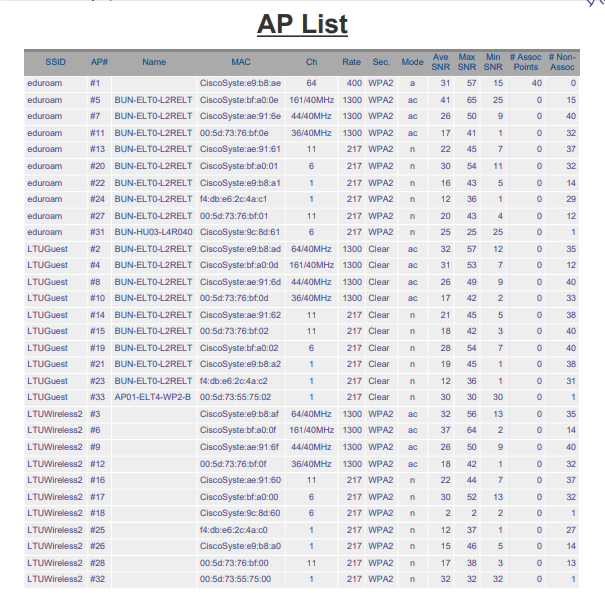 AP List
SSID AP# Name MAC Ch Rate Sec. Mode Ave SNR Max SNR Min SNR # Assoc Points # Non-Assoc
eduroam #1 CiscoSyste:e9:b8:ae 64 400 WPA2 a 31 57 15 40 0
eduroam #5 BUN-ELT0-L2RELT CiscoSyste:bf:a0:0e 161/40MHz 1300 WPA2 ac 41 65 25 0 15
eduroam #7 BUN-ELT0-L2RELT CiscoSyste:ae:91:6e 44/40MHz 1300 WPA2 ac 26 50 9 0 40
eduroam #11 BUN-ELT0-L2RELT 00:5d:73:76:bf:0e 36/40MHz 1300 WPA2 ac 17 41 1 0 32
eduroam #13 BUN-ELT0-L2RELT CiscoSyste:ae:91:61 11 217 WPA2 n 22 45 7 0 37
eduroam #20 BUN-ELT0-L2RELT CiscoSyste:bf:a0:01 6 217 WPA2 n 30 54 11 0 32
eduroam #22 BUN-ELT0-L2RELT CiscoSyste:e9:b8:a1 1 217 WPA2 n 16 43 5 0 14
eduroam #24 BUN-ELT0-L2RELT f4:db:e6:2c:4a:c1 1 217 WPA2 n 12 36 1 0 29
eduroam #27 BUN-ELT0-L2RELT 00:5d:73:76:bf:01 11 217 WPA2 n 20 43 4 0 12
eduroam #31 BUN-HU03-L4R040 CiscoSyste:9c:8d:61 6 217 WPA2 n 25 25 25 0 1
LTUGuest #2 BUN-ELT0-L2RELT CiscoSyste:e9:b8:ad 64/40MHz 1300 Clear ac 32 57 12 0 35
LTUGuest #4 BUN-ELT0-L2RELT CiscoSyste:bf:a0:0d 161/40MHz 1300 Clear ac 31 53 7 0 12
LTUGuest #8 BUN-ELT0-L2RELT CiscoSyste:ae:91:6d 44/40MHz 1300 Clear ac 26 49 9 0 40
LTUGuest #10 BUN-ELT0-L2RELT 00:5d:73:76:bf:0d 36/40MHz 1300 Clear ac 17 42 2 0 33
LTUGuest #14 BUN-ELT0-L2RELT CiscoSyste:ae:91:62 11 217 Clear n 21 45 5 0 38
LTUGuest #15 BUN-ELT0-L2RELT 00:5d:73:76:bf:02 11 217 Clear n 18 42 3 0 40
LTUGuest #19 BUN-ELT0-L2RELT CiscoSyste:bf:a0:02 6 217 Clear n 28 54 7 0 40
LTUGuest #21 BUN-ELT0-L2RELT CiscoSyste:e9:b8:a2 1 217 Clear n 19 45 1 0 38
LTUGuest #23 BUN-ELT0-L2RELT f4:db:e6:2c:4a:c2 1 217 Clear n 12 36 1 0 31
LTUGuest #33 AP01-ELT4-WP2-B 00:5d:73:55:75:02 1 217 Clear n 30 30 30 0 1
LTUWireless2 #3 CiscoSyste:e9:b8:af 64/40MHz 1300 WPA2 ac 32 56 13 0 35
LTUWireless2 #6 CiscoSyste:bf:a0:0f 161/40MHz 1300 WPA2 ac 37 64 2 0 14
LTUWireless2 #9 CiscoSyste:ae:91:6f 44/40MHz 1300 WPA2 ac 26 50 9 0 40
LTUWireless2 #12 00:5d:73:76:bf:0f 36/40MHz 1300 WPA2 ac 18 42 1 0 32
LTUWireless2 #16 CiscoSyste:ae:91:60 11 217 WPA2 n 22 44 7 0 37
LTUWireless2 #17 CiscoSyste:bf:a0:00 6 217 WPA2 n 30 52 13 0 32
LTUWireless2 #18 CiscoSyste:9c:8d:60 6 217 WPA2 n 2 2 2 0 1
LTUWireless2 #25 f4:db:e6:2c:4a:c0 1 217 WPA2 n 12 37 1 0 27
LTUWireless2 #26 CiscoSyste:e9:b8:a0 1 217 WPA2 n 15 46 5 0 14
LTUWireless2 #28 00:5d:73:76:bf:00 11 217 WPA2 n 17 38 3 0 13
LTUWireless2 #32 00:5d:73:55:75:00 1 217 WPA2 n 32 32 32 0 1